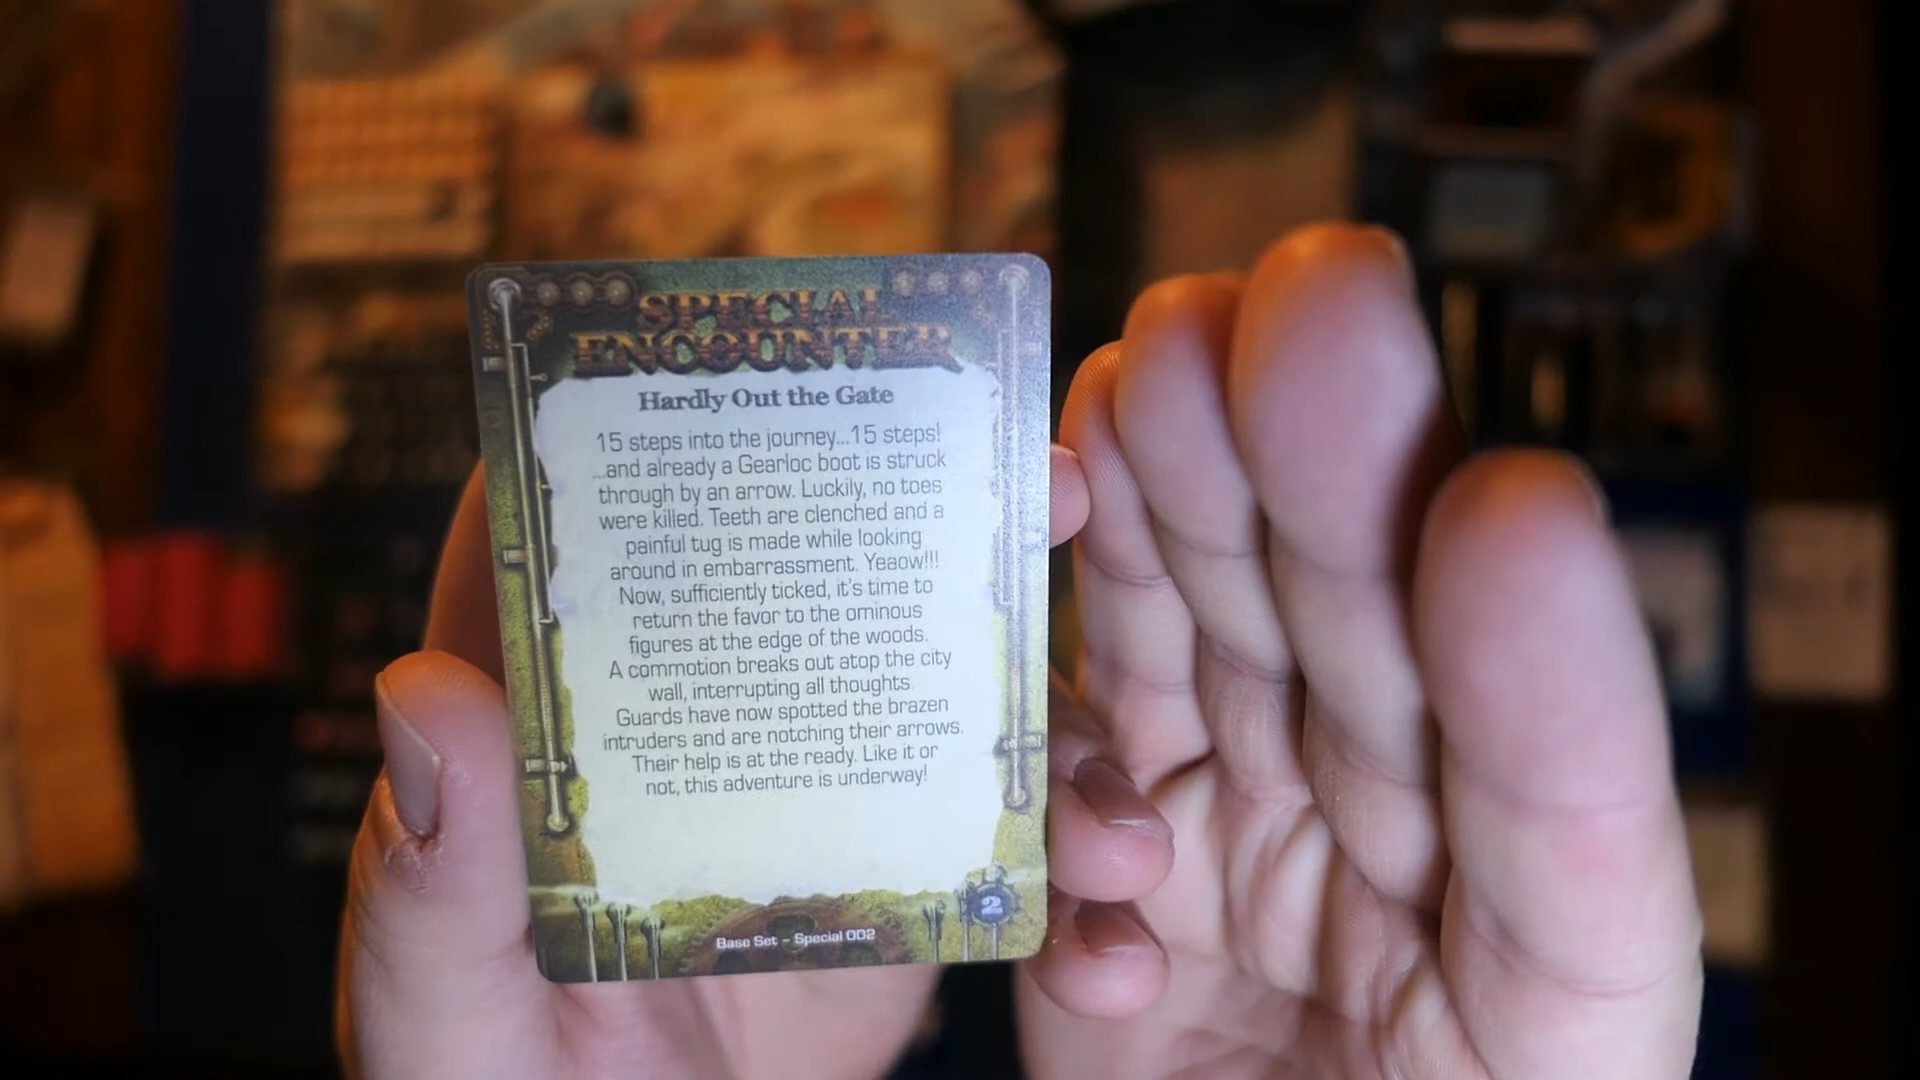 SPECIAL
ENCOUNTER
Hardly Out the Gate
15 steps into the journey...15 steps!
...and already a Gearloc boot is struck
through by an arrow. Luckily, no toes
were killed. Teeth are clenched and a
painful tug is made while looking
around in embarrassment. Yeaow!!!
Now, sufficiently ticked, it's time to
return the favor to the ominous
figures at the edge of the woods.
A commotion breaks out atop the city
wall, interrupting all thoughts.
Guards have now spotted the brazen
intruders and are notching their arrows.
Their help is at the ready. Like it or
not, this adventure is underway!
2
Base Set - Special 002